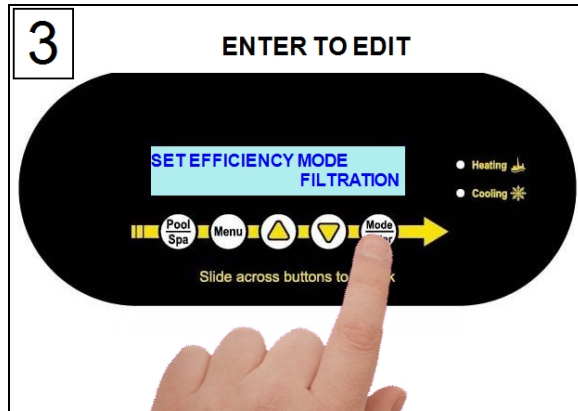 3
ENTER TO EDIT
SET EFFICIENCY MODE
FILTRATION
Heating
Cooling
Pool
Spa
Menu
Mode
Slide across buttons to